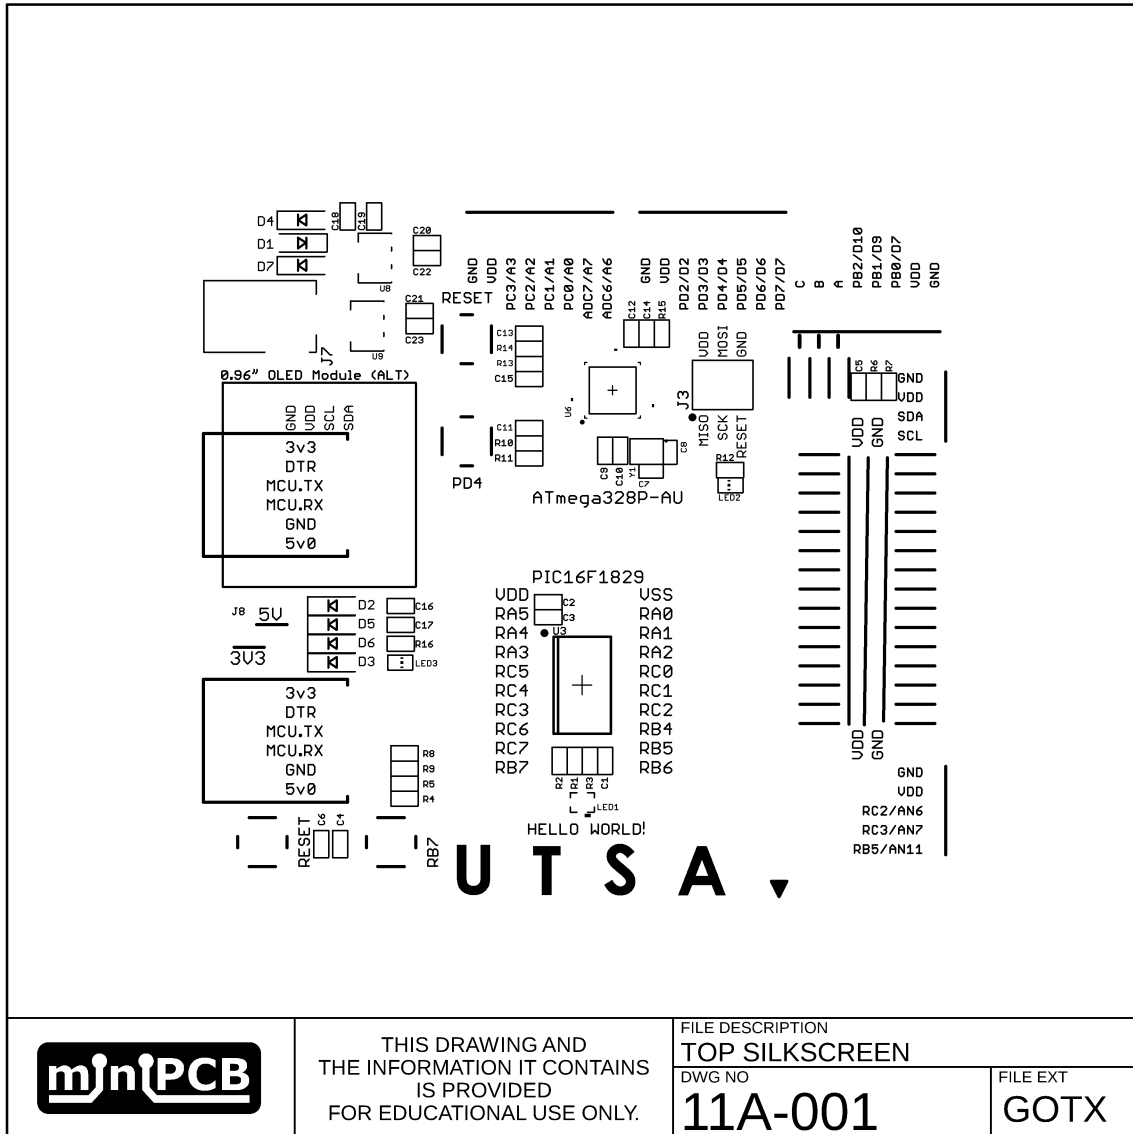 D4
D1
D7
C18
C19
U8
C20
C22
C21
C23
RESET
J7
U9
GND
VDD
PC3/A3
PC2/A2
PC1/A1
PC0/A0
ADC7/A7
ADC6/A6
GND
VDD
PD2/D2
PD3/D3
PD4/D4
PD5/D5
PD6/D6
PD7/D7
C
B
A
PB2/D10
PB1/D9
PB0/D7
VDD
GND
C13
R14
R13
C15
C12
C14
R15
VDD
MOSI
GND
J3
MISO
SCK
RESET
U6
C5
R6
R7
GND
VDD
SDA
SCL
VDD
GND
0.96" OLED Module (ALT)
GND
VDD
SCL
SDA
3v3
DTR
MCU.TX
MCU.RX
GND
5v0
C11
R10
R11
PD4
C9
C10
Y1
C7
C8
R12
LED2
ATmega328P-AU
J8
5V
3V3
D2
D5
D6
D3
C16
C17
R16
LED3
PIC16F1829
VDD
RA5
RA4
RA3
RC5
RC4
RC3
RC6
RC7
RB7
C2
C3
U3
VSS
RA0
RA1
RA2
RC0
RC1
RC2
RB4
RB5
RB6
3v3
DTR
MCU.TX
MCU.RX
GND
5v0
R8
R9
R5
R4
R2
R1
R3
C1
LED1
HELLO WORLD!
RESET
C6
C4
RB7
VDD
GND
GND
VDD
RC2/AN6
RC3/AN7
RB5/AN11
UTSA
miniPCB
THIS DRAWING AND
THE INFORMATION IT CONTAINS
IS PROVIDED
FOR EDUCATIONAL USE ONLY.
FILE DESCRIPTION
TOP SILKSCREEN
DWG NO
11A-001
FILE EXT
GOTX